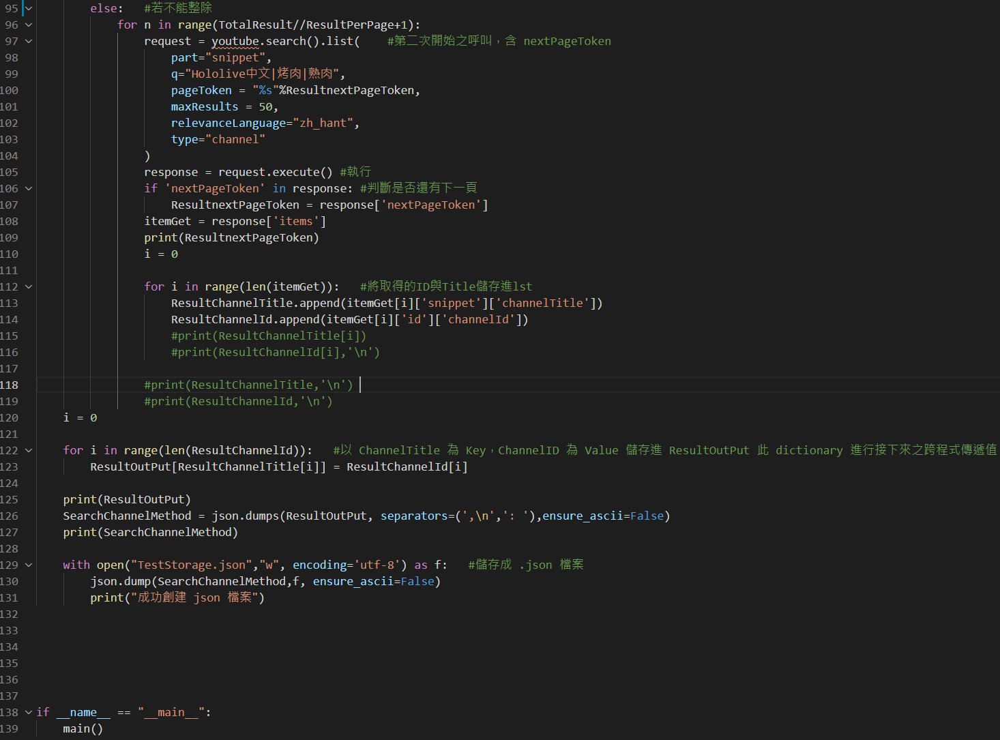 95 else: #若不能整除
96 for n in range(TotalResult//ResultPerPage+1):
97 request = youtube.search().list( #第二次開始之呼叫，含 nextPageToken
98 part="snippet",
99 q="Hololive中文|烤肉|熟肉",
100 pageToken = "%s"%ResultnextPageToken,
101 maxResults = 50,
102 relevanceLanguage="zh_hant",
103 type="channel"
104 )
105 response = request.execute() #執行
106 if 'nextPageToken' in response: #判斷是否還有下一頁
107 ResultnextPageToken = response['nextPageToken']
108 itemGet = response['items']
109 print(ResultnextPageToken)
110 i = 0
111
112 for i in range(len(itemGet)): #將取得的ID與Title儲存進lst
113 ResultChannelTitle.append(itemGet[i]['snippet']['channelTitle'])
114 ResultChannelId.append(itemGet[i]['id']['channelId'])
115 #print(ResultChannelTitle[i])
116 #print(ResultChannelId[i],'\n')
117
118 #print(ResultChannelTitle,'\n')
119 #print(ResultChannelId,'\n')
120 i = 0
121
122 for i in range(len(ResultChannelId)): #以 ChannelTitle 為 Key，ChannelID 為 Value 儲存進 ResultOutPut 此 dictionary 進行接下來之跨程式傳遞值
123 ResultOutPut[ResultChannelTitle[i]] = ResultChannelId[i]
124
125 print(ResultOutPut)
126 SearchChannelMethod = json.dumps(ResultOutPut, separators=(',\n',': '),ensure_ascii=False)
127 print(SearchChannelMethod)
128
129 with open("TestStorage.json","w", encoding='utf-8') as f: #儲存成 .json 檔案
130 json.dump(SearchChannelMethod,f, ensure_ascii=False)
131 print("成功創建 json 檔案")
132
133
134
135
136
137
138 if __name__ == "__main__":
139 main()